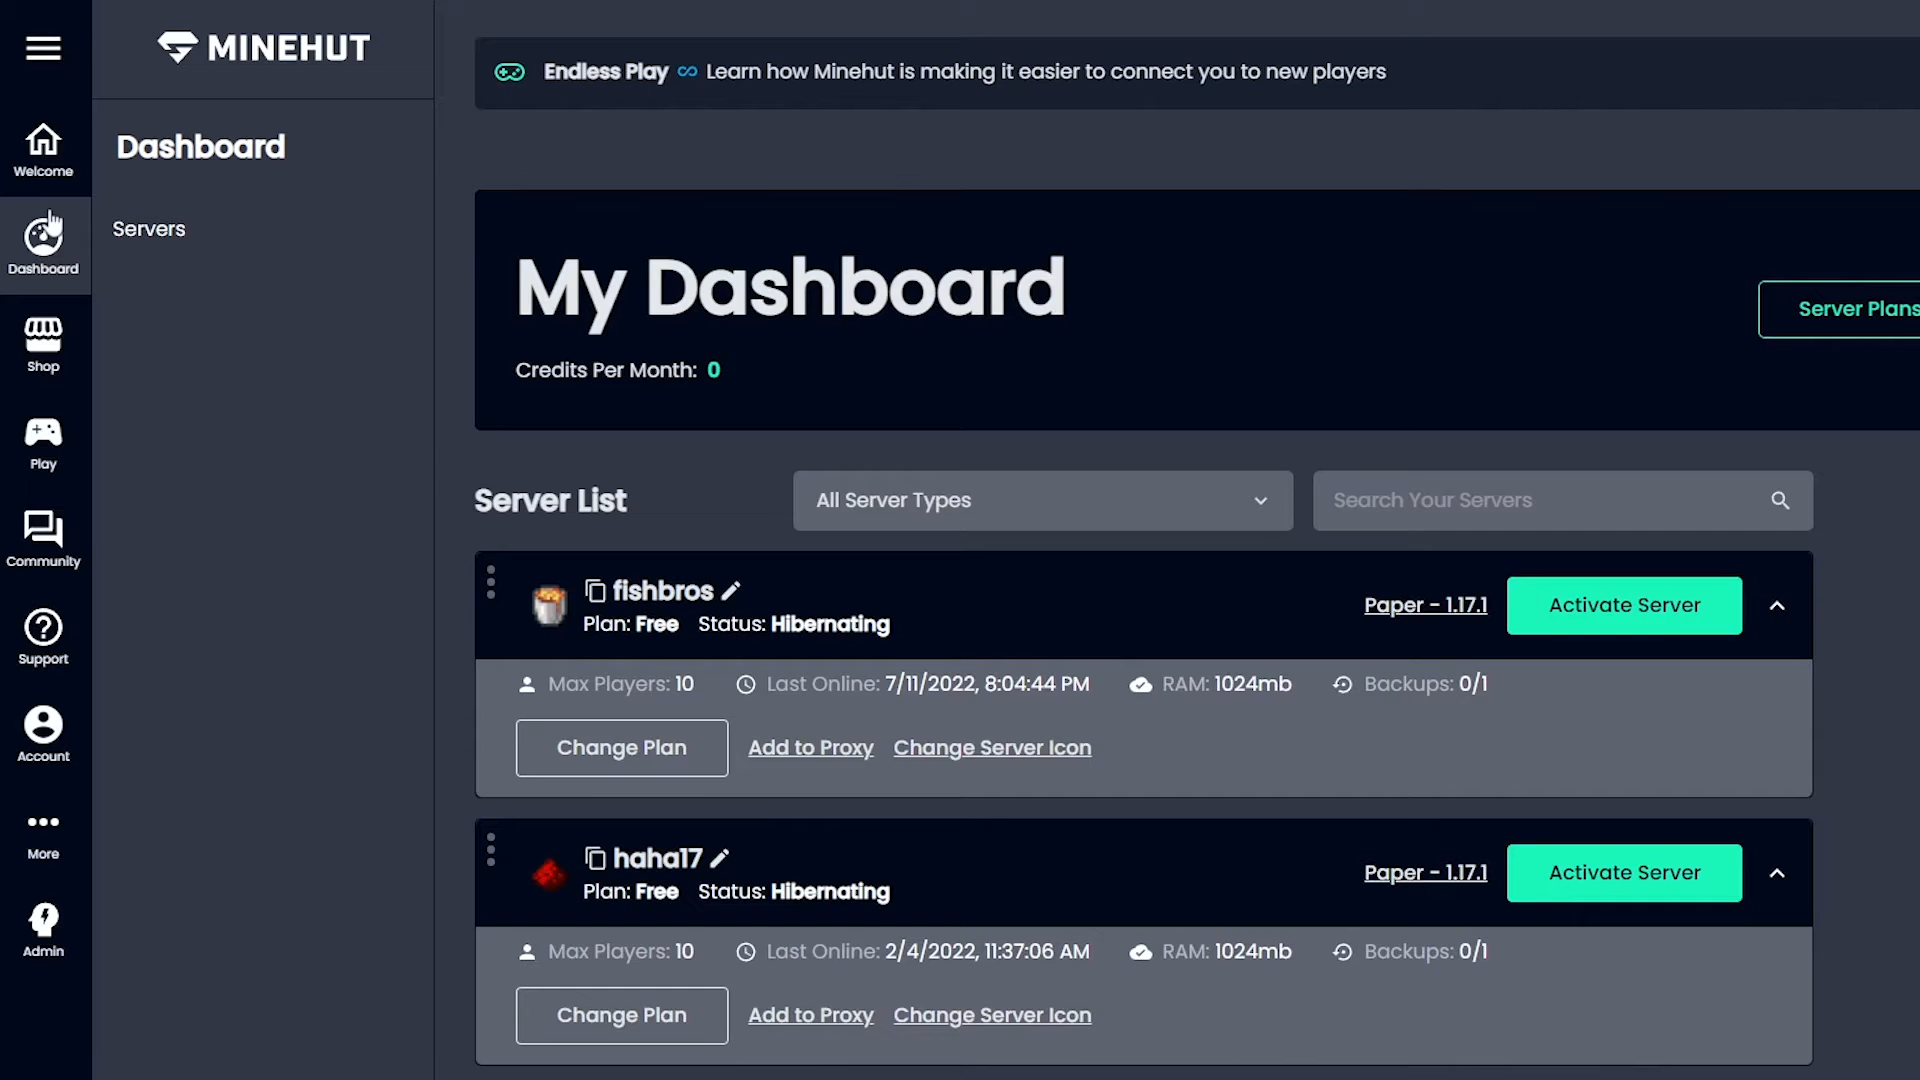 MINEHUT
Endless Play Learn how Minehut is making it easier to connect you to new players
Welcome
Dashboard
Servers
Dashboard
Shop
Play
Community
Support
Account
More
Admin
My Dashboard
Credits Per Month: 0
Server Plans
Server List
All Server Types
Search Your Servers
fishbros
Plan: Free Status: Hibernating
Paper - 1.17.1
Activate Server
Max Players: 10 Last Online: 7/11/2022, 8:04:44 PM RAM: 1024mb Backups: 0/1
Change Plan Add to Proxy Change Server Icon
haha17
Plan: Free Status: Hibernating
Paper - 1.17.1
Activate Server
Max Players: 10 Last Online: 2/4/2022, 11:37:06 AM RAM: 1024mb Backups: 0/1
Change Plan Add to Proxy Change Server Icon